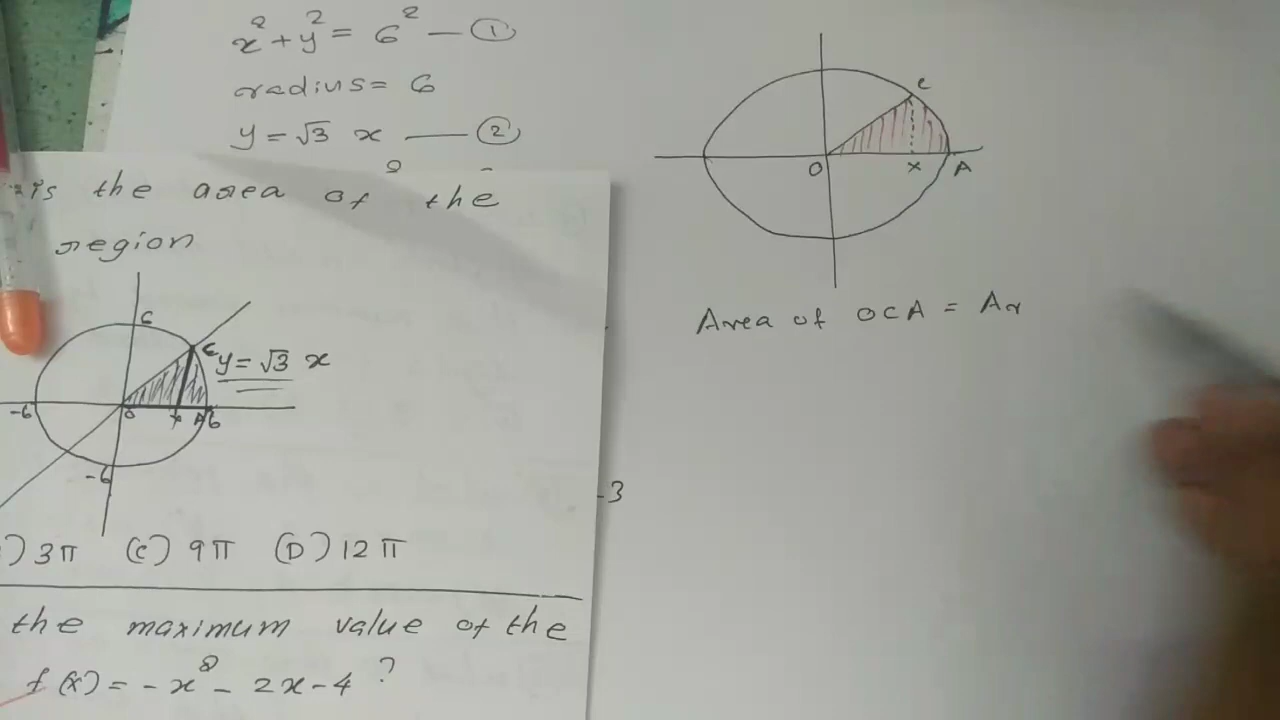 x² + y² = 6² — ①
radius = 6
y = √3 x — ②
is the area of the
region
6
C
y = √3 x
-6 O x A 6
-6
) 3π (C) 9π (D) 12π
the maximum value of the
f(x) = -x² - 2x - 4 ?
-3
C
O x A
Area of OCA = Ar